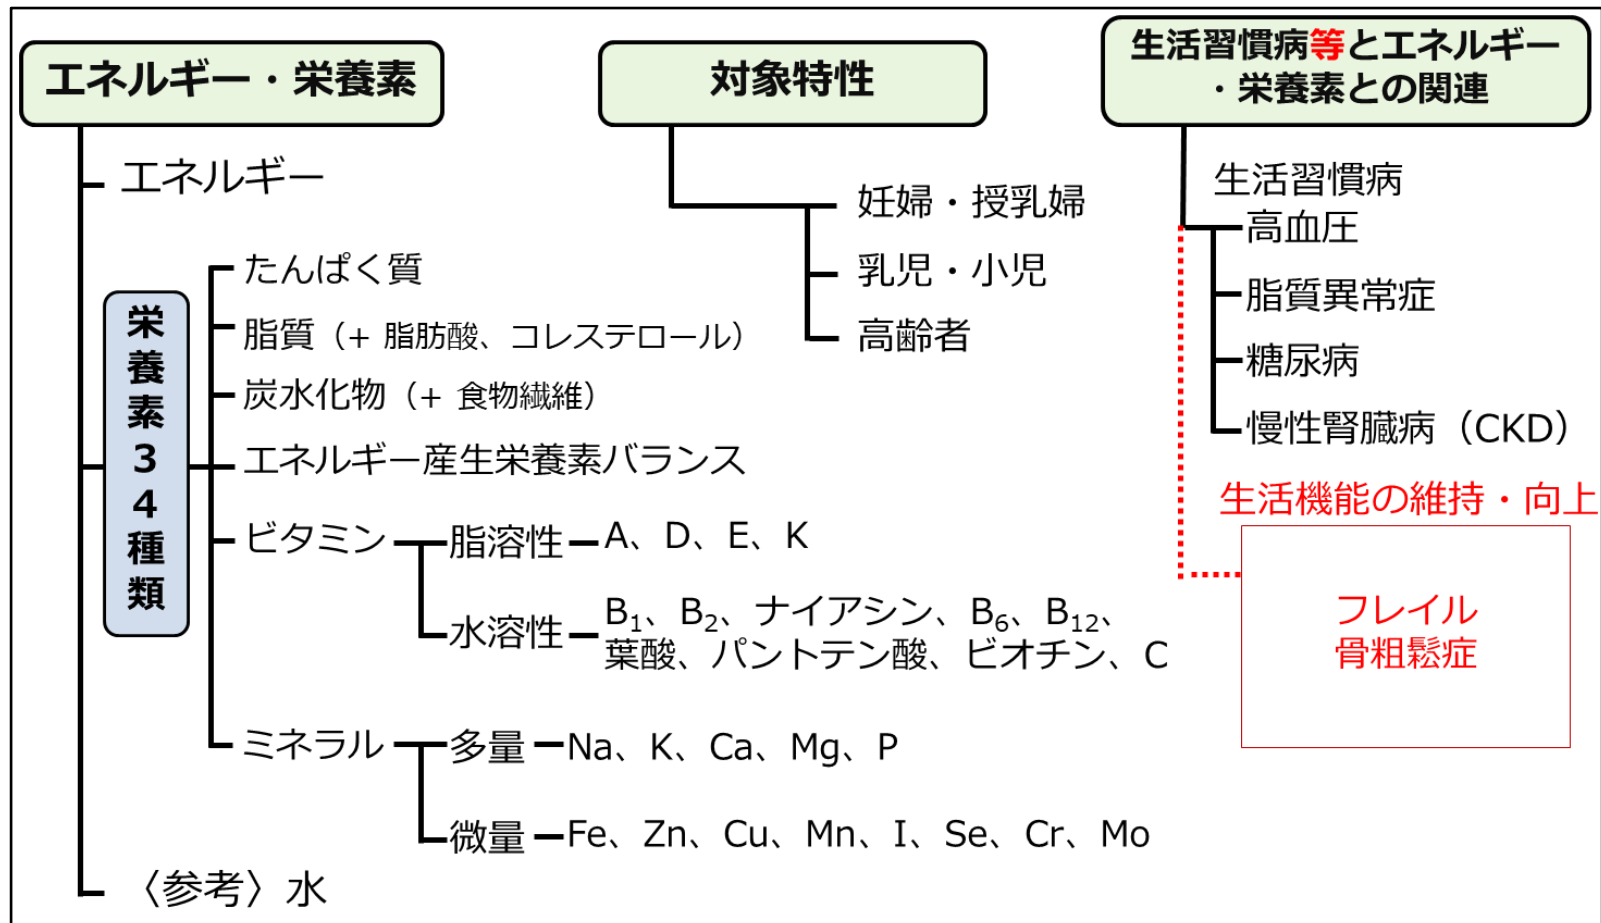 エネルギー・栄養素
エネルギー
栄養素34種類
たんぱく質
脂質（+ 脂肪酸、コレステロール）
炭水化物（+ 食物繊維）
エネルギー産生栄養素バランス
ビタミン
脂溶性
A、D、E、K
水溶性
B₁、B₂、ナイアシン、B₆、B₁₂、
葉酸、パントテン酸、ビオチン、C
ミネラル
多量
Na、K、Ca、Mg、P
微量
Fe、Zn、Cu、Mn、I、Se、Cr、Mo
〈参考〉水
対象特性
妊婦・授乳婦
乳児・小児
高齢者
生活習慣病等とエネルギー
・栄養素との関連
生活習慣病
高血圧
脂質異常症
糖尿病
慢性腎臓病（CKD）
生活機能の維持・向上
フレイル
骨粗鬆症